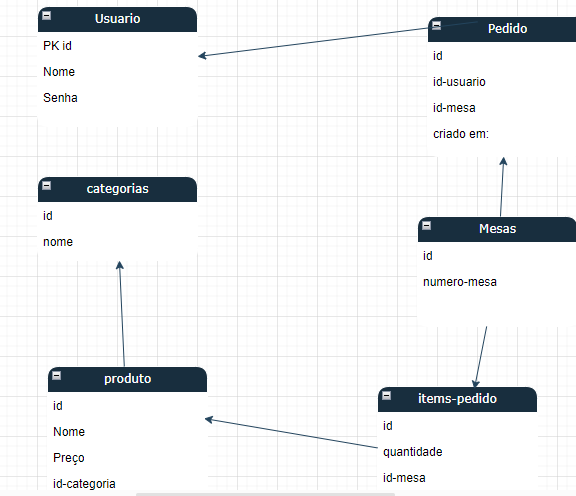 Usuario
PK id
Nome
Senha
Pedido
id
id-usuario
id-mesa
criado em:
categorias
id
nome
Mesas
id
numero-mesa
produto
id
Nome
Preço
id-categoria
items-pedido
id
quantidade
id-mesa